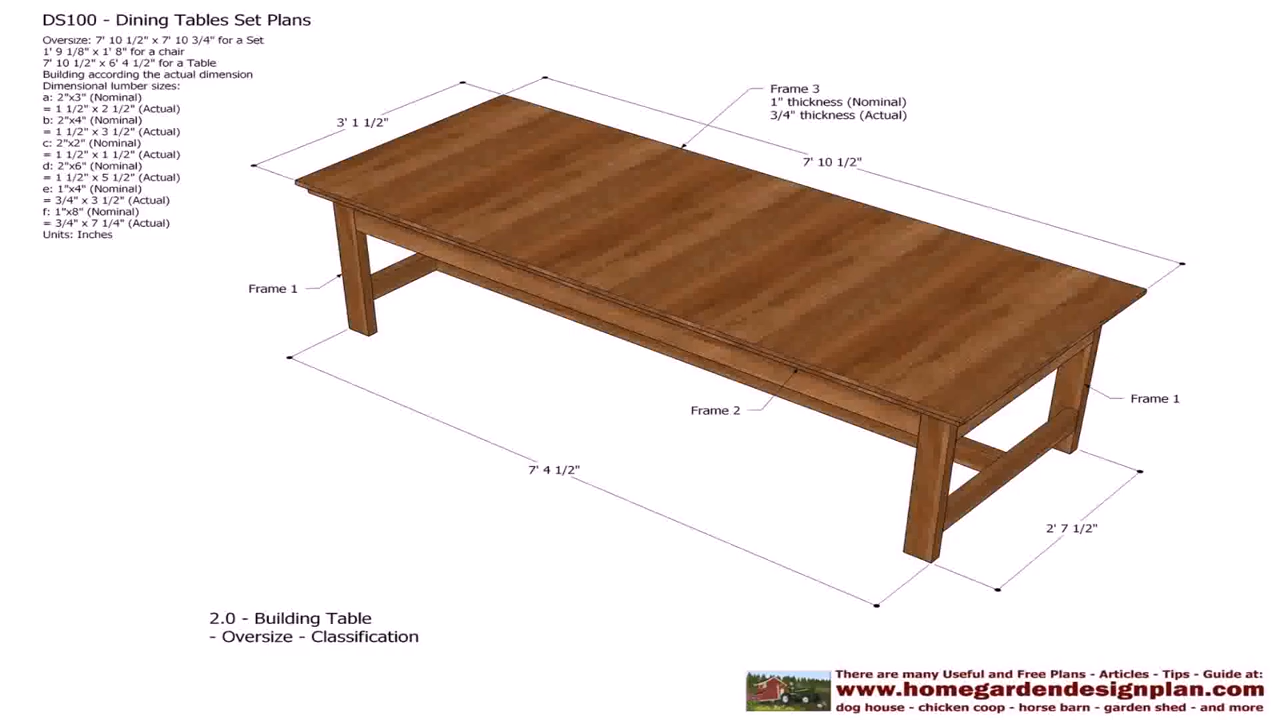 DS100 - Dining Tables Set Plans
Oversize: 7' 10 1/2" x 7' 10 3/4" for a Set
1' 9 1/8" x 1' 8" for a chair
7' 10 1/2" x 6' 4 1/2" for a Table
Building according the actual dimension
Dimensional lumber sizes:
a: 2"x3" (Nominal)
= 1 1/2" x 2 1/2" (Actual)
b: 2"x4" (Nominal)
= 1 1/2" x 3 1/2" (Actual)
c: 2"x2" (Nominal)
= 1 1/2" x 1 1/2" (Actual)
d: 2"x6" (Nominal)
= 1 1/2" x 5 1/2" (Actual)
e: 1"x4" (Nominal)
= 3/4" x 3 1/2" (Actual)
f: 1"x8" (Nominal)
= 3/4" x 7 1/4" (Actual)
Units: Inches
Frame 3
1" thickness (Nominal)
3/4" thickness (Actual)
3' 1 1/2"
7' 10 1/2"
Frame 1
Frame 1
Frame 2
7' 4 1/2"
2' 7 1/2"
2.0 - Building Table
- Oversize - Classification
There are many Useful and Free Plans - Articles - Tips - Guide at:
www.homegardendesignplan.com
dog house - chicken coop - horse barn - garden shed - and more